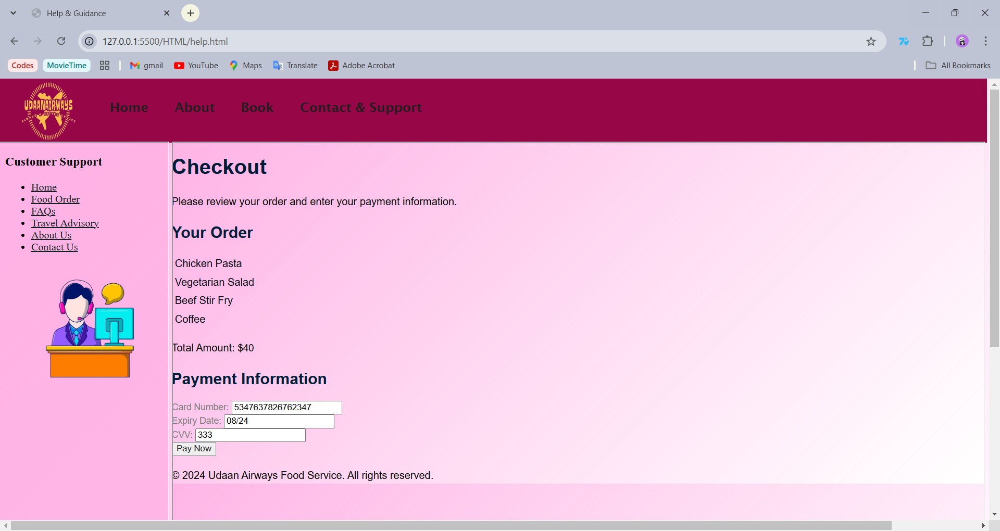 Help & Guidance
127.0.0.1:5500/HTML/help.html
Codes MovieTime gmail YouTube Maps Translate Adobe Acrobat All Bookmarks
UDAANAIRWAYS
Home About Book Contact & Support
Customer Support
Home
Food Order
FAQs
Travel Advisory
About Us
Contact Us
Checkout
Please review your order and enter your payment information.
Your Order
Chicken Pasta
Vegetarian Salad
Beef Stir Fry
Coffee
Total Amount: $40
Payment Information
Card Number: 5347637826762347
Expiry Date: 08/24
CVV: 333
Pay Now
© 2024 Udaan Airways Food Service. All rights reserved.